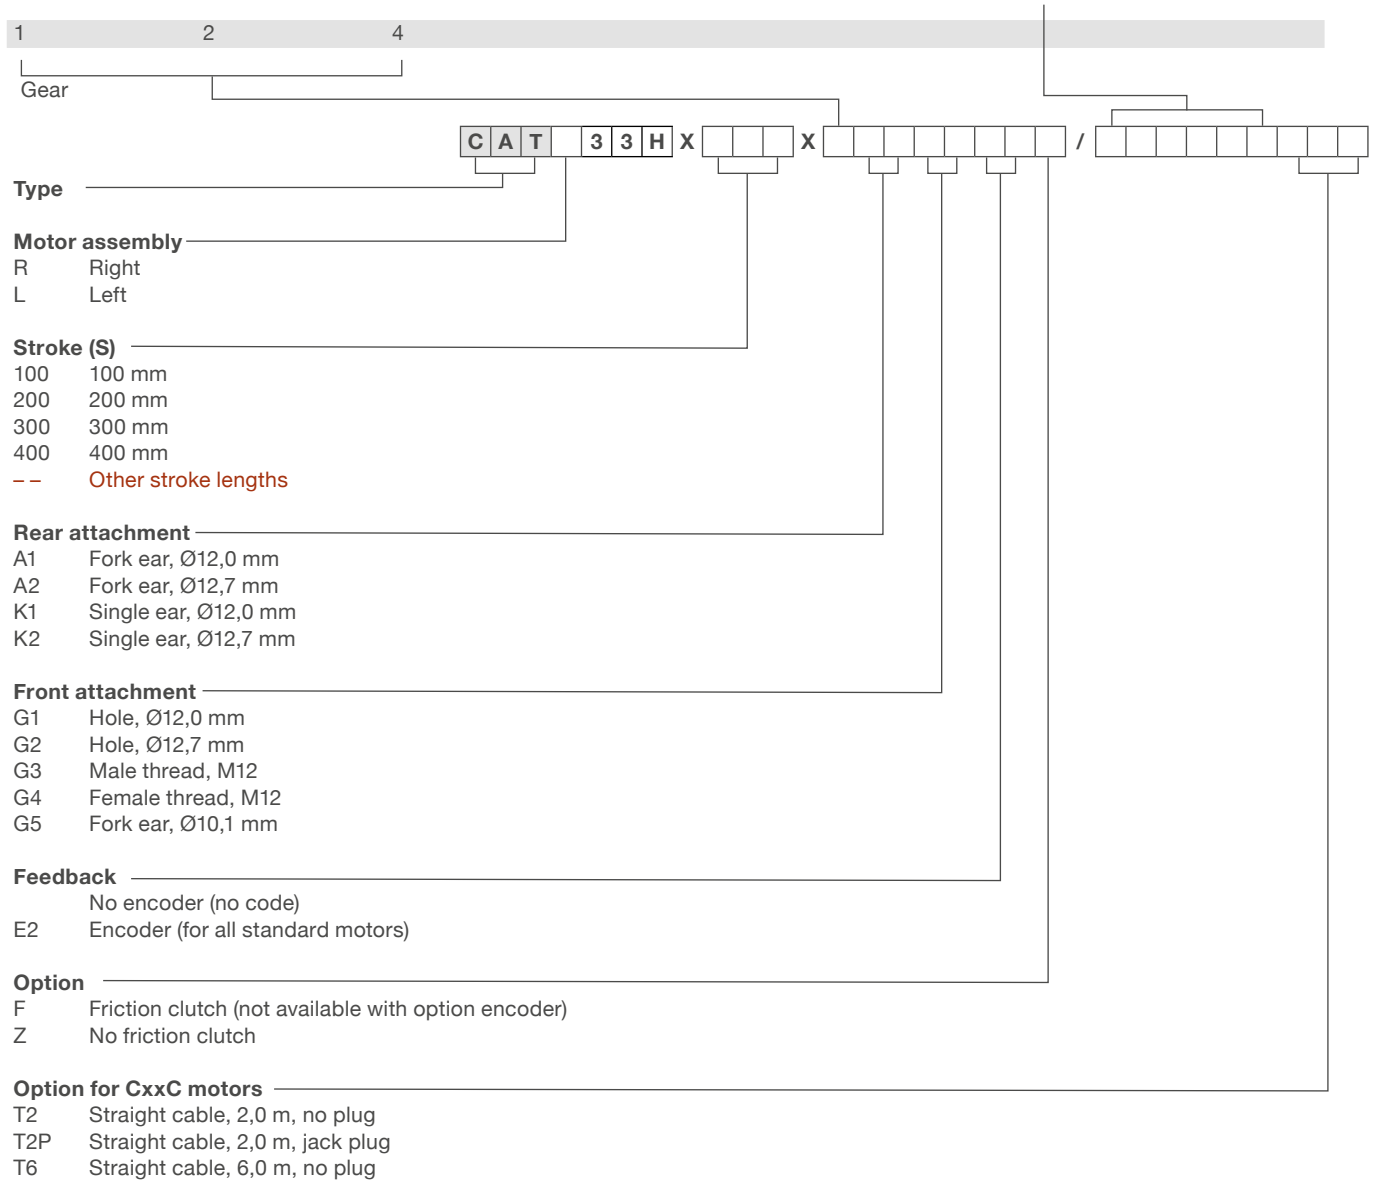 1 2 4
Gear
C A T 3 3 H X X /
Type
Motor assembly
R Right
L Left
Stroke (S)
100 100 mm
200 200 mm
300 300 mm
400 400 mm
– – Other stroke lengths
Rear attachment
A1 Fork ear, Ø12,0 mm
A2 Fork ear, Ø12,7 mm
K1 Single ear, Ø12,0 mm
K2 Single ear, Ø12,7 mm
Front attachment
G1 Hole, Ø12,0 mm
G2 Hole, Ø12,7 mm
G3 Male thread, M12
G4 Female thread, M12
G5 Fork ear, Ø10,1 mm
Feedback
No encoder (no code)
E2 Encoder (for all standard motors)
Option
F Friction clutch (not available with option encoder)
Z No friction clutch
Option for CxxC motors
T2 Straight cable, 2,0 m, no plug
T2P Straight cable, 2,0 m, jack plug
T6 Straight cable, 6,0 m, no plug